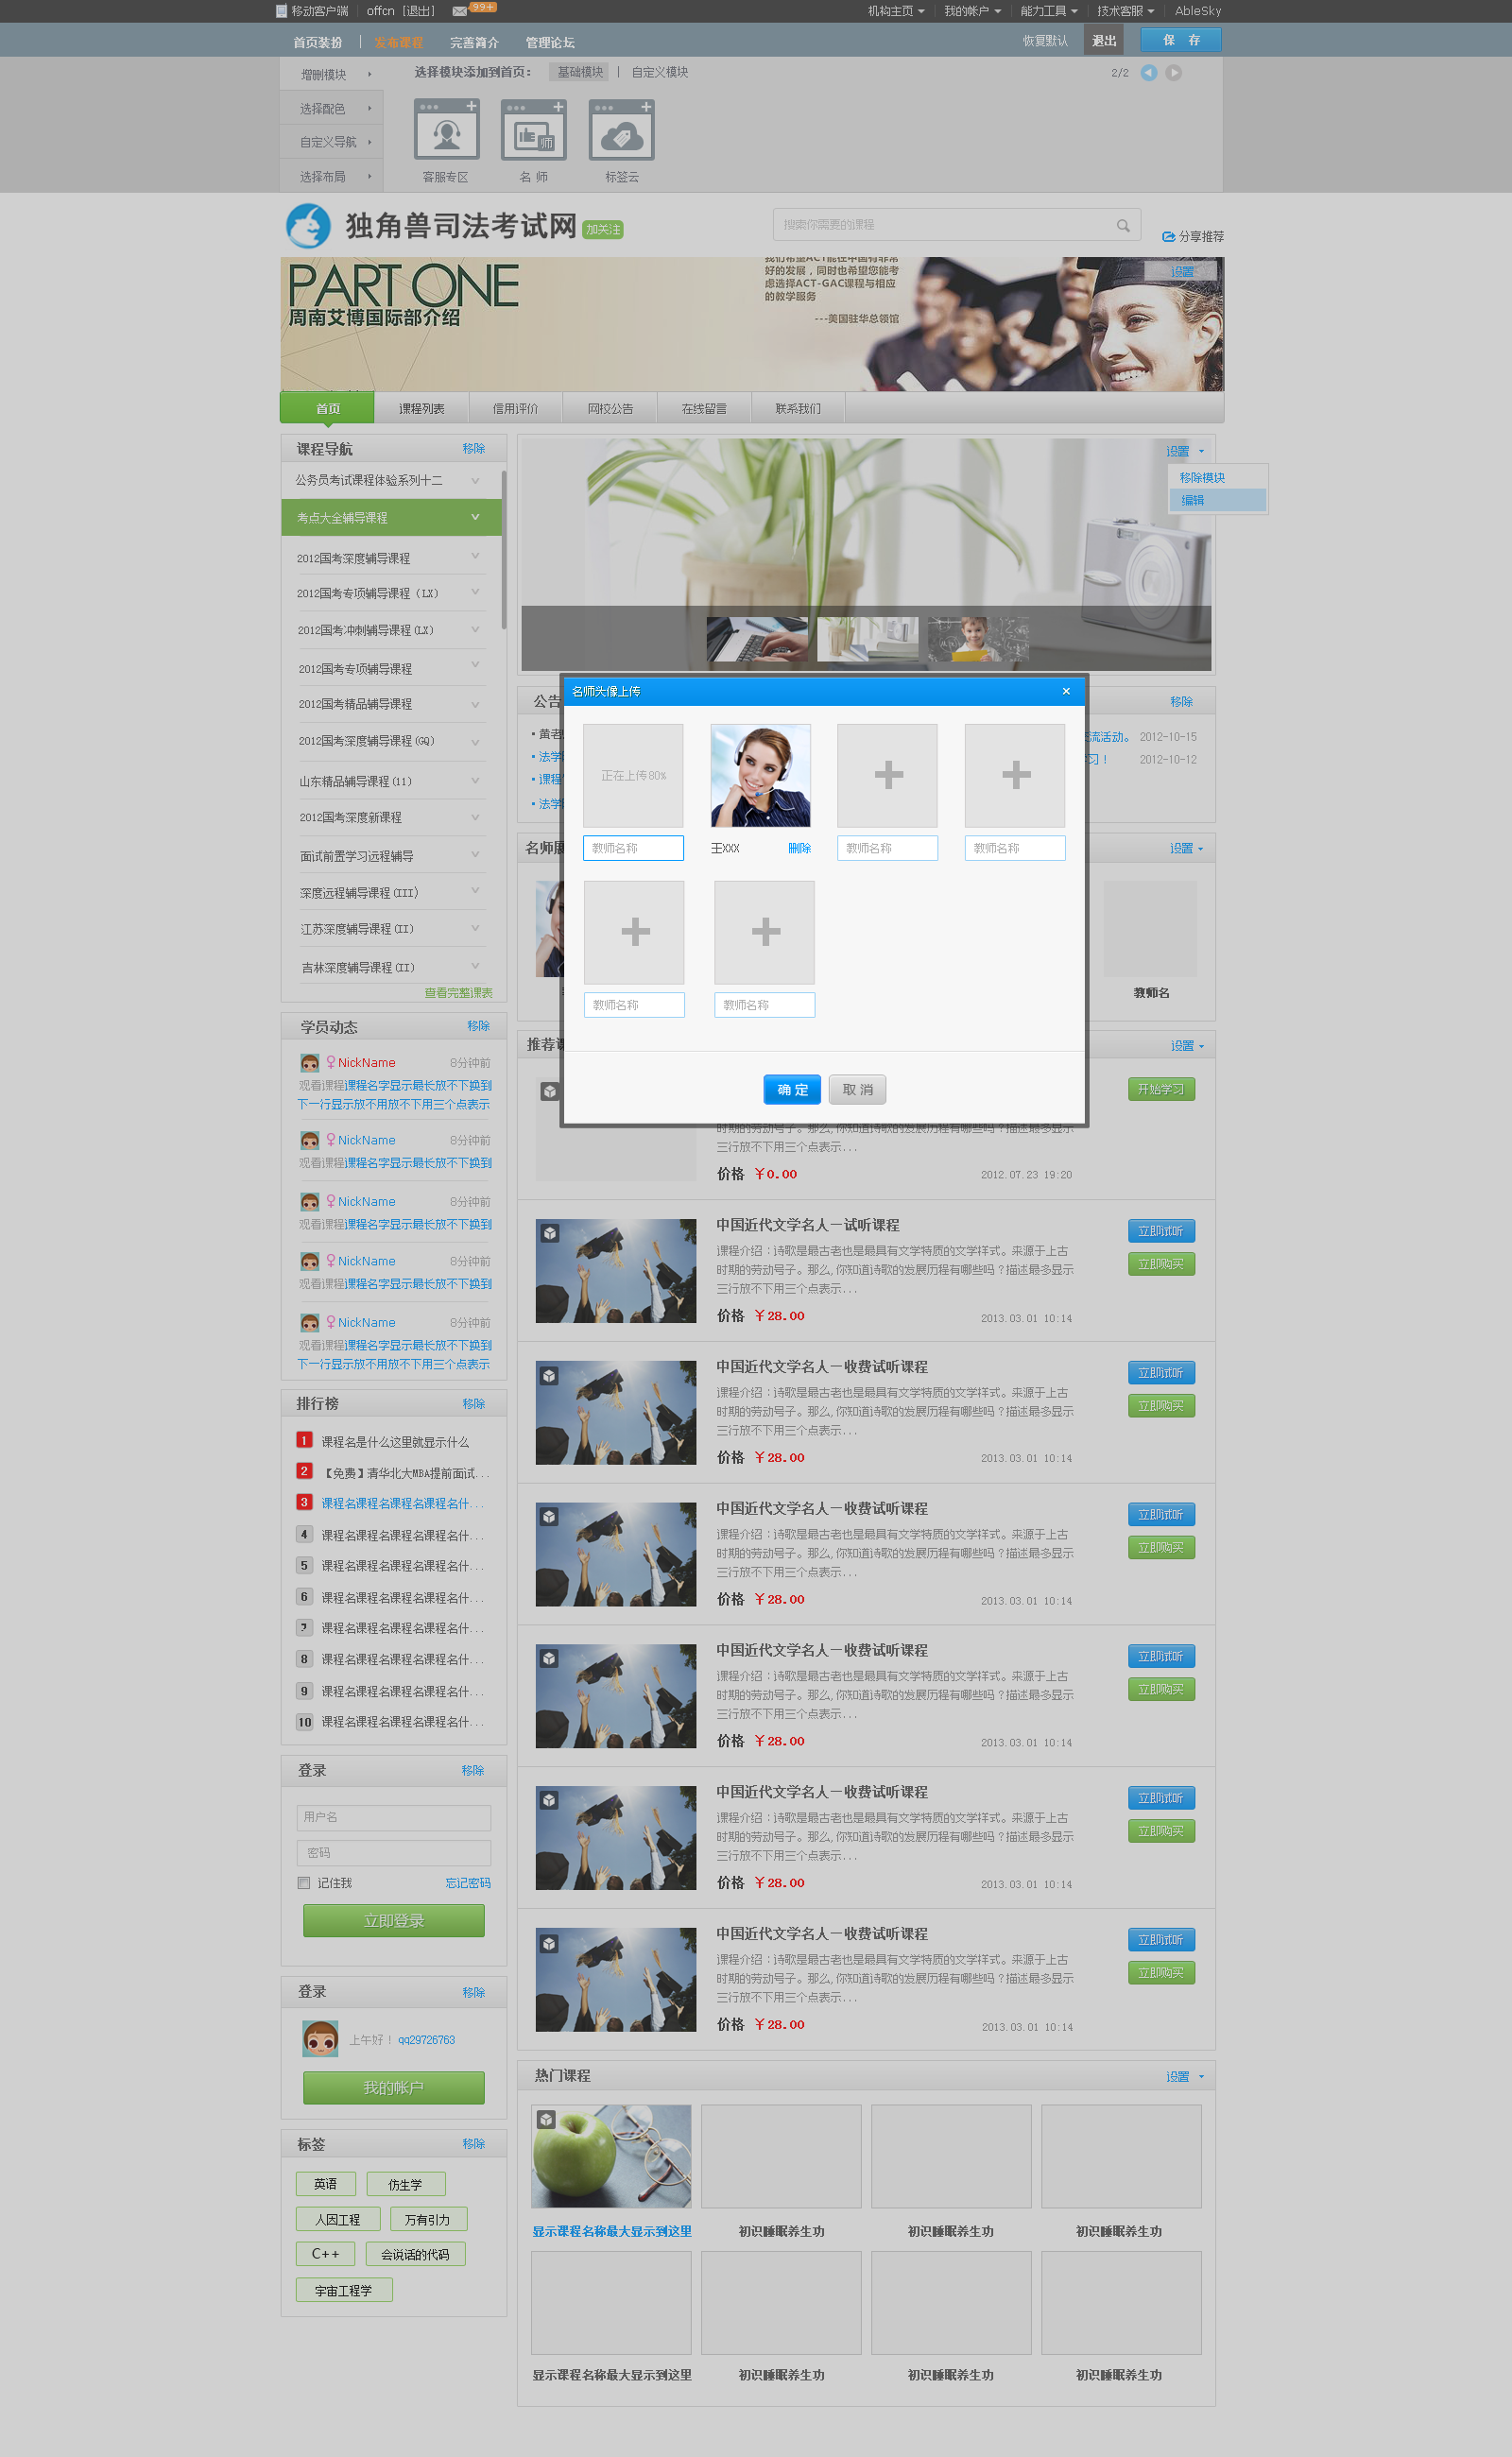 移动客户端 offcn [退出] 99+ 机构主页 我的帐户 能力工具 技术客服 AbleSky
首页装扮 | 发布课程 完善简介 管理论坛 恢复默认 退出 保 存
增删模块 选择模块添加到首页： 基础模块 | 自定义模块 2/2
选择配色
自定义导航
选择布局 客服专区 名 师 标签云
师
独角兽司法考试网 加关注 搜索你需要的课程 分享推荐
PART ONE
周南艾博国际部介绍
我们希望ACT能在中国有非常
好的发展，同时也希望您能考
虑选择ACT-GAC课程与相应
的教学服务
---美国驻华总领馆
设置
首页 课程列表 信用评价 网校公告 在线留言 联系我们
课程导航 移除
公务员考试课程体验系列十二
考点大全辅导课程
2012国考深度辅导课程
2012国考专项辅导课程（LX）
2012国考冲刺辅导课程(LX)
2012国考专项辅导课程
2012国考精品辅导课程
2012国考深度辅导课程(GQ)
山东精品辅导课程(11)
2012国考深度新课程
面试前置学习远程辅导
深度远程辅导课程(III)
江苏深度辅导课程(II)
吉林深度辅导课程(II)
查看完整课表
设置
移除模块
编辑
公告 移除
黄老 流活动。 2012-10-15
法学 习！ 2012-10-12
课程
法学
名师头像上传 ×
正在上传80%
教师名称 王XXX 删除 教师名称 教师名称
教师名称 教师名称
确 定 取 消
名师展 设置
教师名
学员动态 移除
NickName 8分钟前
观看课程课程名字显示最长放不下换到
下一行显示放不用放不下用三个点表示
NickName 8分钟前
观看课程课程名字显示最长放不下换到
NickName 8分钟前
观看课程课程名字显示最长放不下换到
NickName 8分钟前
观看课程课程名字显示最长放不下换到
NickName 8分钟前
观看课程课程名字显示最长放不下换到
下一行显示放不用放不下用三个点表示
排行榜 移除
1 课程名是什么这里就显示什么
2 【免费】清华北大MBA提前面试...
3 课程名课程名课程名课程名什...
4 课程名课程名课程名课程名什...
5 课程名课程名课程名课程名什...
6 课程名课程名课程名课程名什...
7 课程名课程名课程名课程名什...
8 课程名课程名课程名课程名什...
9 课程名课程名课程名课程名什...
10 课程名课程名课程名课程名什...
登录 移除
用户名
密码
记住我 忘记密码
立即登录
登录 移除
上午好！qq29726763
我的帐户
标签 移除
英语 仿生学
人因工程 万有引力
C++ 会说话的代码
宇宙工程学
推荐课 设置
开始学习
时期的劳动号子。那么,你知道诗歌的发展历程有哪些吗？描述最多显示
三行放不下用三个点表示...
价格 ￥0.00 2012.07.23 19:20
中国近代文学名人－试听课程 立即试听
课程介绍：诗歌是最古老也是最具有文学特质的文学样式。来源于上古
时期的劳动号子。那么,你知道诗歌的发展历程有哪些吗？描述最多显示 立即购买
三行放不下用三个点表示...
价格 ￥28.00 2013.03.01 10:14
中国近代文学名人－收费试听课程 立即试听
课程介绍：诗歌是最古老也是最具有文学特质的文学样式。来源于上古
时期的劳动号子。那么,你知道诗歌的发展历程有哪些吗？描述最多显示 立即购买
三行放不下用三个点表示...
价格 ￥28.00 2013.03.01 10:14
中国近代文学名人－收费试听课程 立即试听
课程介绍：诗歌是最古老也是最具有文学特质的文学样式。来源于上古
时期的劳动号子。那么,你知道诗歌的发展历程有哪些吗？描述最多显示 立即购买
三行放不下用三个点表示...
价格 ￥28.00 2013.03.01 10:14
中国近代文学名人－收费试听课程 立即试听
课程介绍：诗歌是最古老也是最具有文学特质的文学样式。来源于上古
时期的劳动号子。那么,你知道诗歌的发展历程有哪些吗？描述最多显示 立即购买
三行放不下用三个点表示...
价格 ￥28.00 2013.03.01 10:14
中国近代文学名人－收费试听课程 立即试听
课程介绍：诗歌是最古老也是最具有文学特质的文学样式。来源于上古
时期的劳动号子。那么,你知道诗歌的发展历程有哪些吗？描述最多显示 立即购买
三行放不下用三个点表示...
价格 ￥28.00 2013.03.01 10:14
中国近代文学名人－收费试听课程 立即试听
课程介绍：诗歌是最古老也是最具有文学特质的文学样式。来源于上古
时期的劳动号子。那么,你知道诗歌的发展历程有哪些吗？描述最多显示 立即购买
三行放不下用三个点表示...
价格 ￥28.00 2013.03.01 10:14
热门课程 设置
显示课程名称最大显示到这里 初识睡眠养生功 初识睡眠养生功 初识睡眠养生功
显示课程名称最大显示到这里 初识睡眠养生功 初识睡眠养生功 初识睡眠养生功